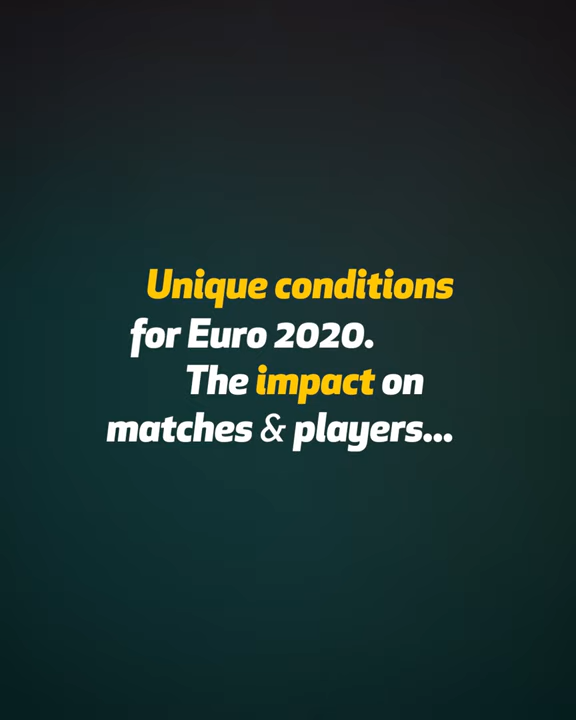 Unique conditions
for Euro 2020.
The impact on
matches & players...